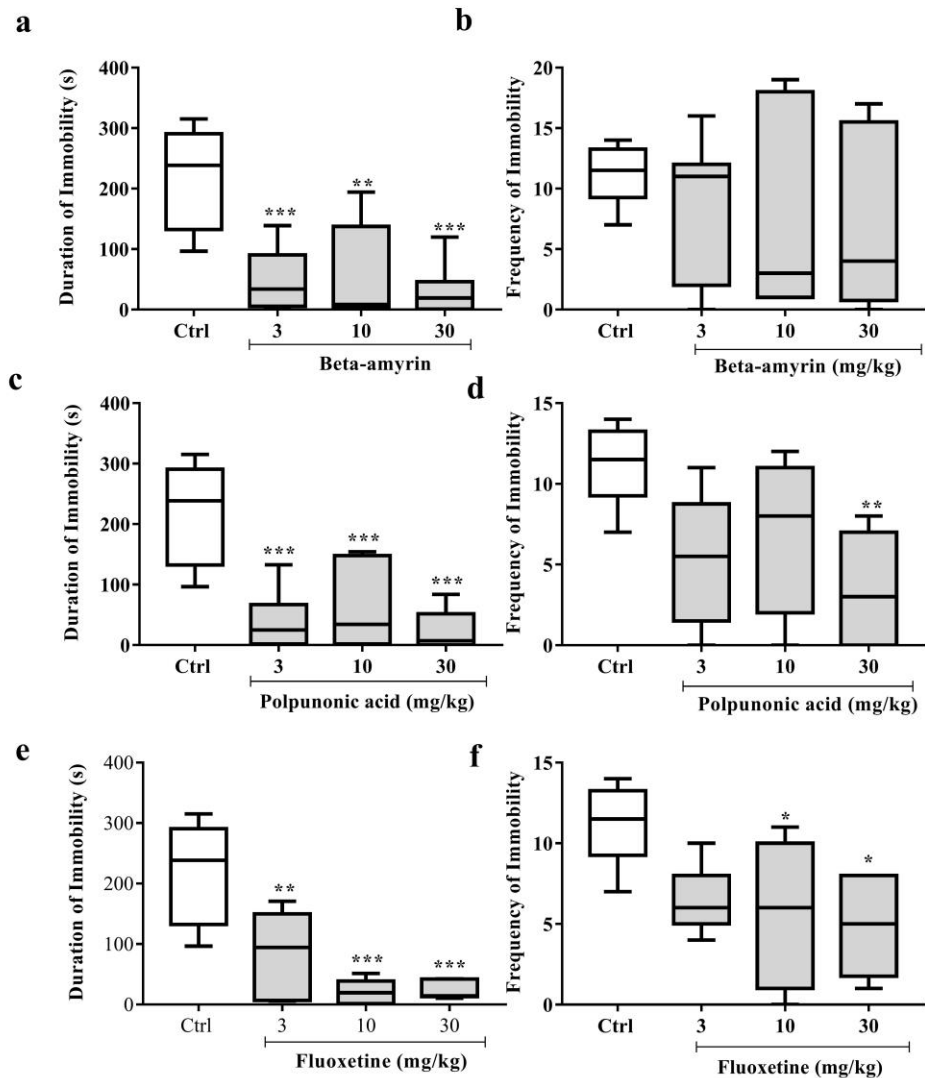 a
Duration of Immobility (s)
400
300
200
100
0
***
**
***
Ctrl 3 10 30
Beta-amyrin
b
Frequency of Immobility
20
15
10
5
0
Ctrl 3 10 30
Beta-amyrin (mg/kg)
c
Duration of Immobility (s)
400
300
200
100
0
***
***
***
Ctrl 3 10 30
Polpunonic acid (mg/kg)
d
Frequency of Immobility
15
10
5
0
**
Ctrl 3 10 30
Polpunonic acid (mg/kg)
e
Duration of Immobility (s)
400
300
200
100
0
**
***
***
Ctrl 3 10 30
Fluoxetine (mg/kg)
f
Frequency of Immobility
15
10
5
0
*
*
Ctrl 3 10 30
Fluoxetine (mg/kg)